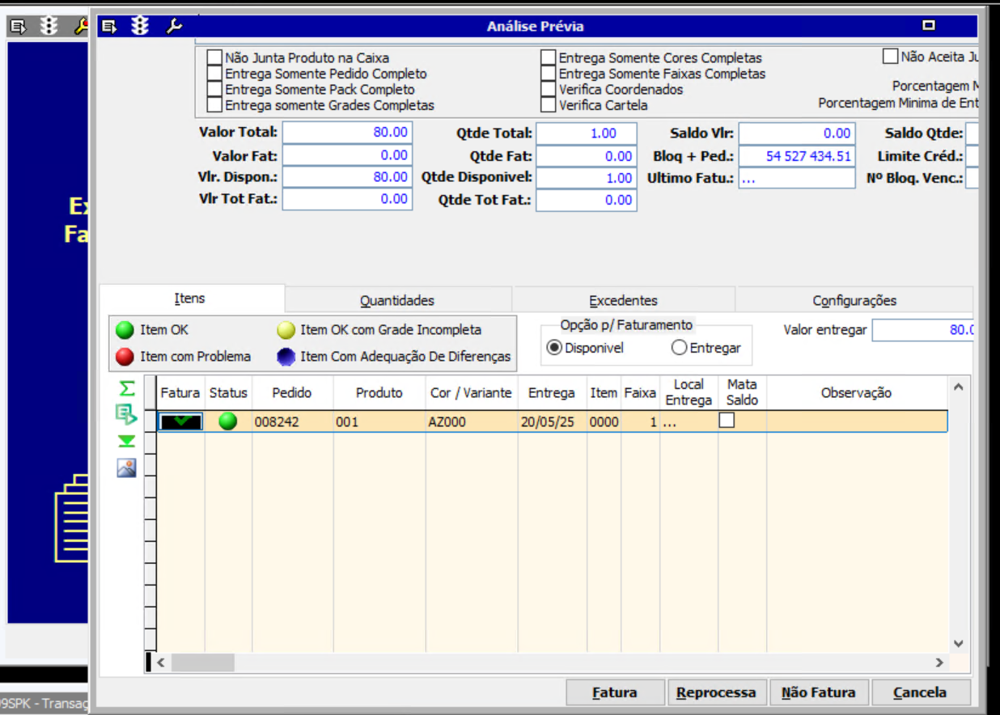 Análise Prévia
Não Junta Produto na Caixa
Entrega Somente Pedido Completo
Entrega Somente Pack Completo
Entrega somente Grades Completas
Entrega Somente Cores Completas
Entrega Somente Faixas Completas
Verifica Coordenados
Verifica Cartela
Não Aceita Ju
Porcentagem M
Porcentagem Minima de Ent
Valor Total: 80.00 Qtde Total: 1.00 Saldo Vlr: 0.00 Saldo Qtde:
Valor Fat: 0.00 Qtde Fat: 0.00 Bloq + Ped.: 54 527 434.51 Limite Créd.:
Vlr. Dispon.: 80.00 Qtde Disponivel: 1.00 Ultimo Fatu.: ... Nº Bloq. Venc.:
Vlr Tot Fat.: 0.00 Qtde Tot Fat.: 0.00
Ex
Fa
Itens Quantidades Excedentes Configurações
Item OK Item OK com Grade Incompleta
Item com Problema Item Com Adequação De Diferenças
Opção p/ Faturamento
Disponivel Entregar
Valor entregar 80.0
Fatura Status Pedido Produto Cor / Variante Entrega Item Faixa Local Entrega Mata Saldo Observação
008242 001 AZ000 20/05/25 0000 1 ...
Fatura Reprocessa Não Fatura Cancela
9SPK - Transaç